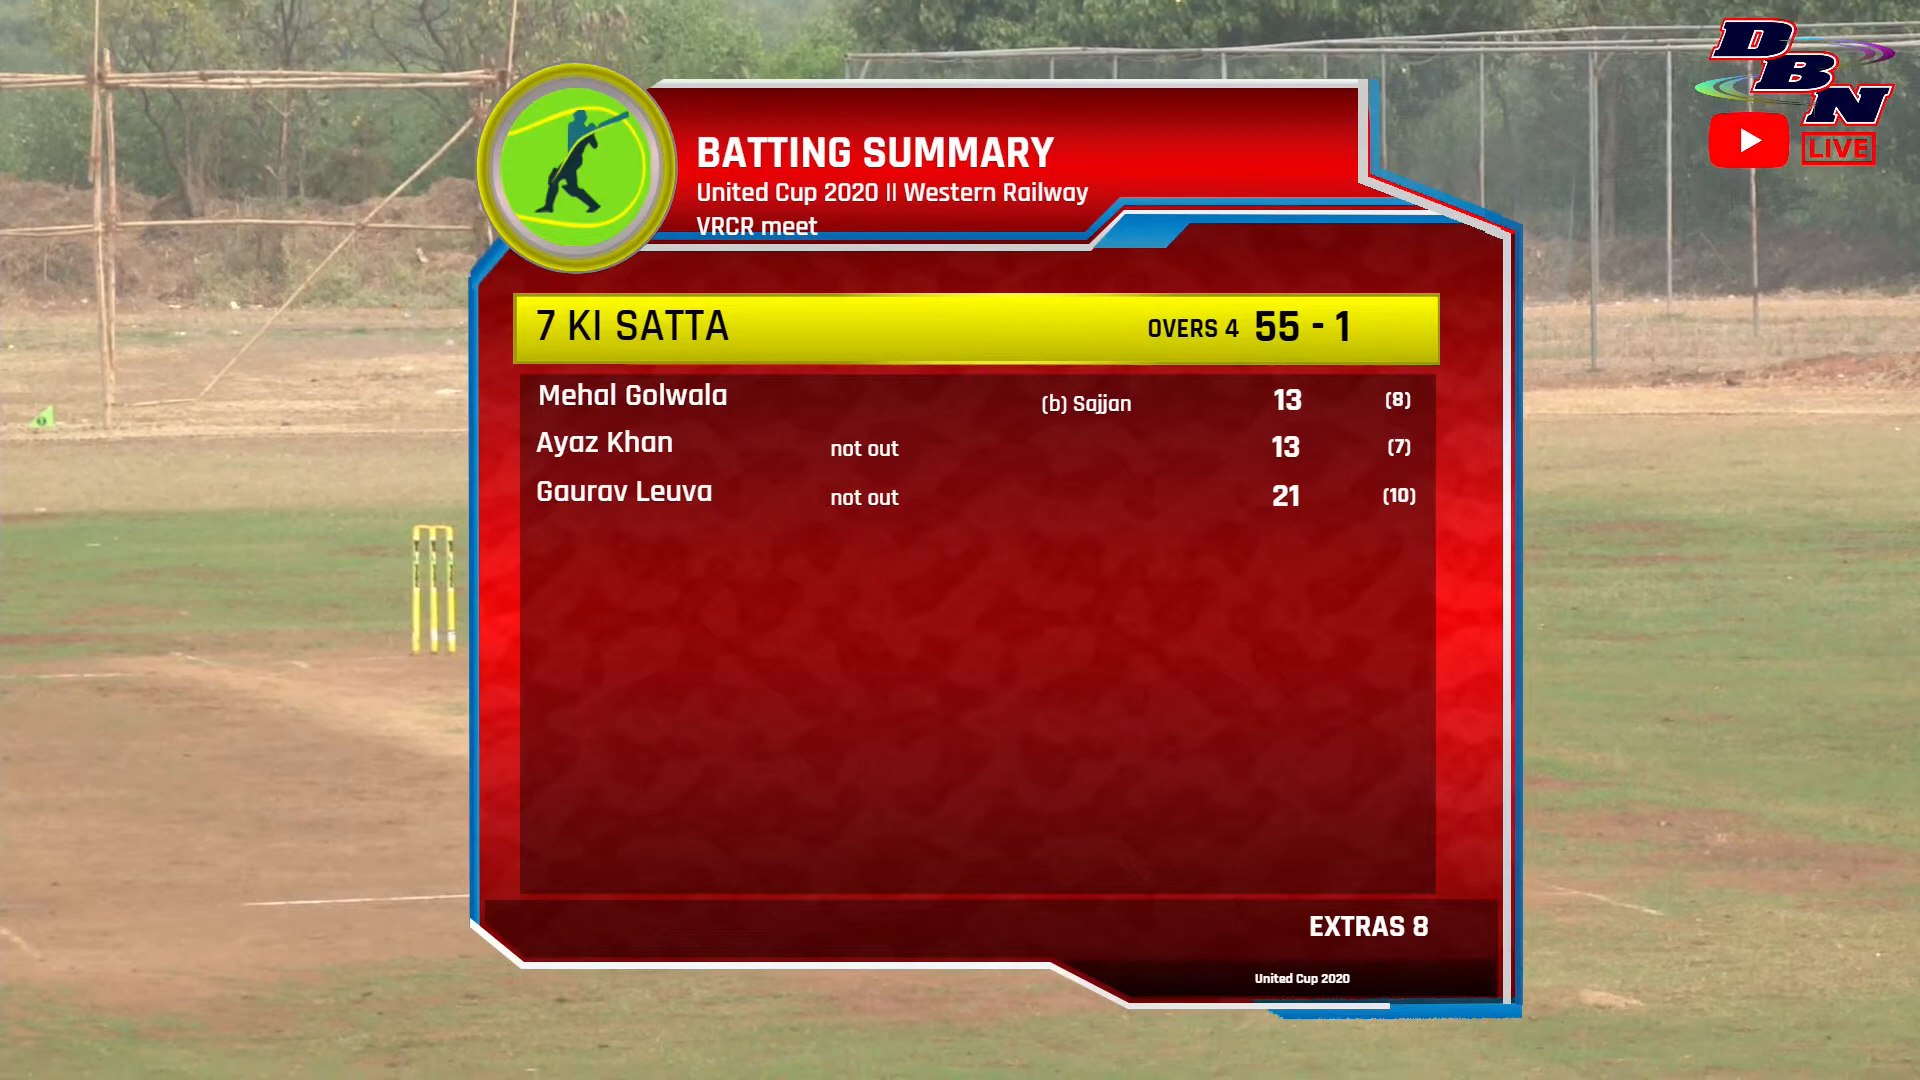 DBN
LIVE
BATTING SUMMARY
United Cup 2020 || Western Railway
VRCR meet
7 KI SATTA OVERS 4 55 - 1
Mehal Golwala (b) Sajjan 13 (8)
Ayaz Khan not out 13 (7)
Gaurav Leuva not out 21 (10)
EXTRAS 8
United Cup 2020